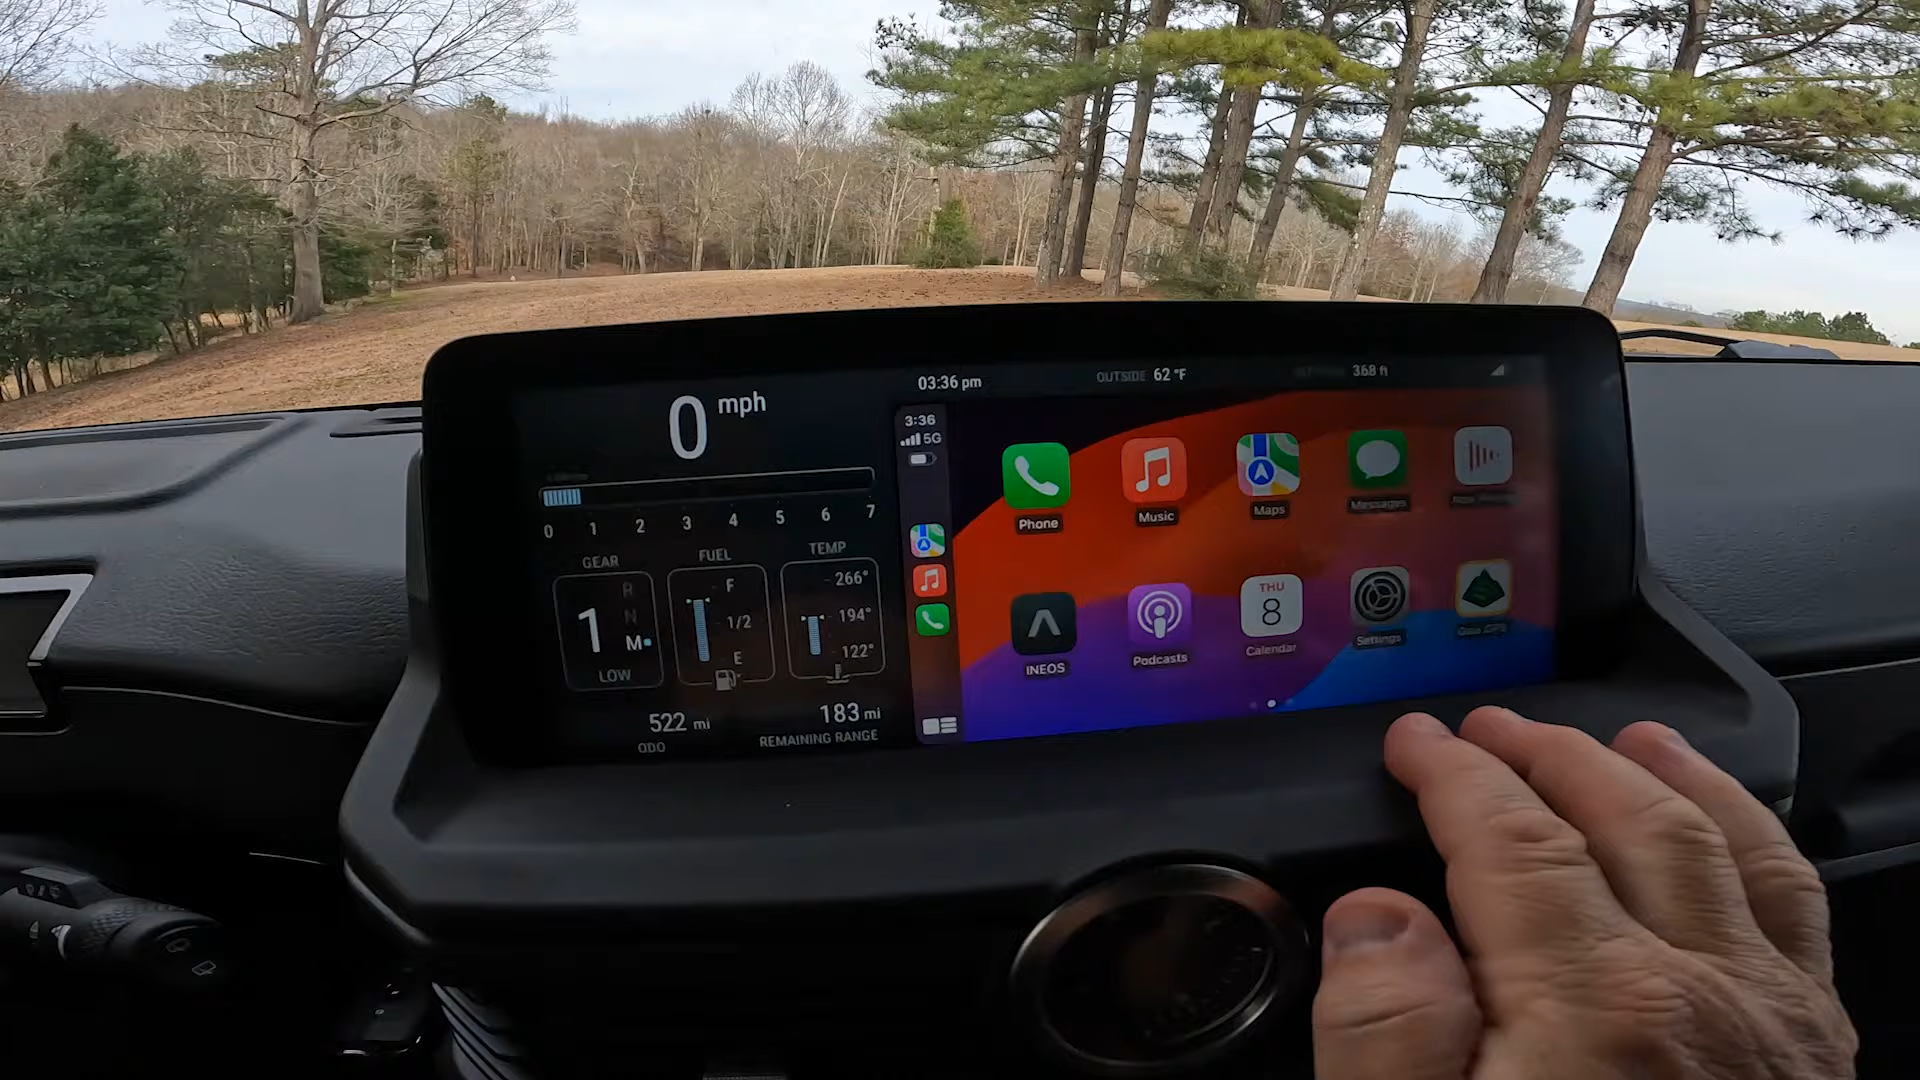 0 mph
0 1 2 3 4 5 6 7
GEAR
R
N
1
M
LOW
FUEL
F
1/2
E
TEMP
266°
194°
122°
522 mi
ODO
183 mi
REMAINING RANGE
03:36 pm
OUTSIDE 62 °F
368 ft
3:36
5G
Phone
Music
Maps
Messages
INEOS
Podcasts
THU
8
Calendar
Settings